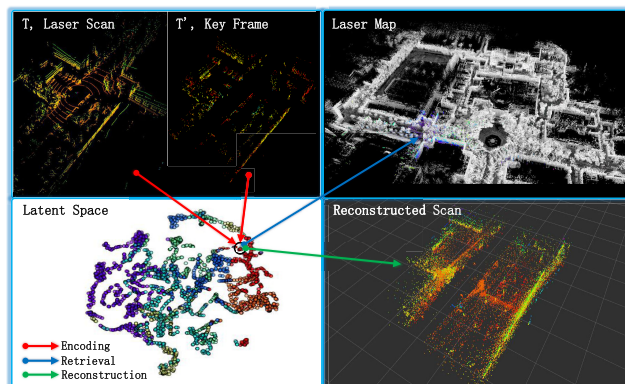 T, Laser Scan
T', Key Frame
Laser Map
Latent Space
Reconstructed Scan
Encoding
Retrieval
Reconstruction